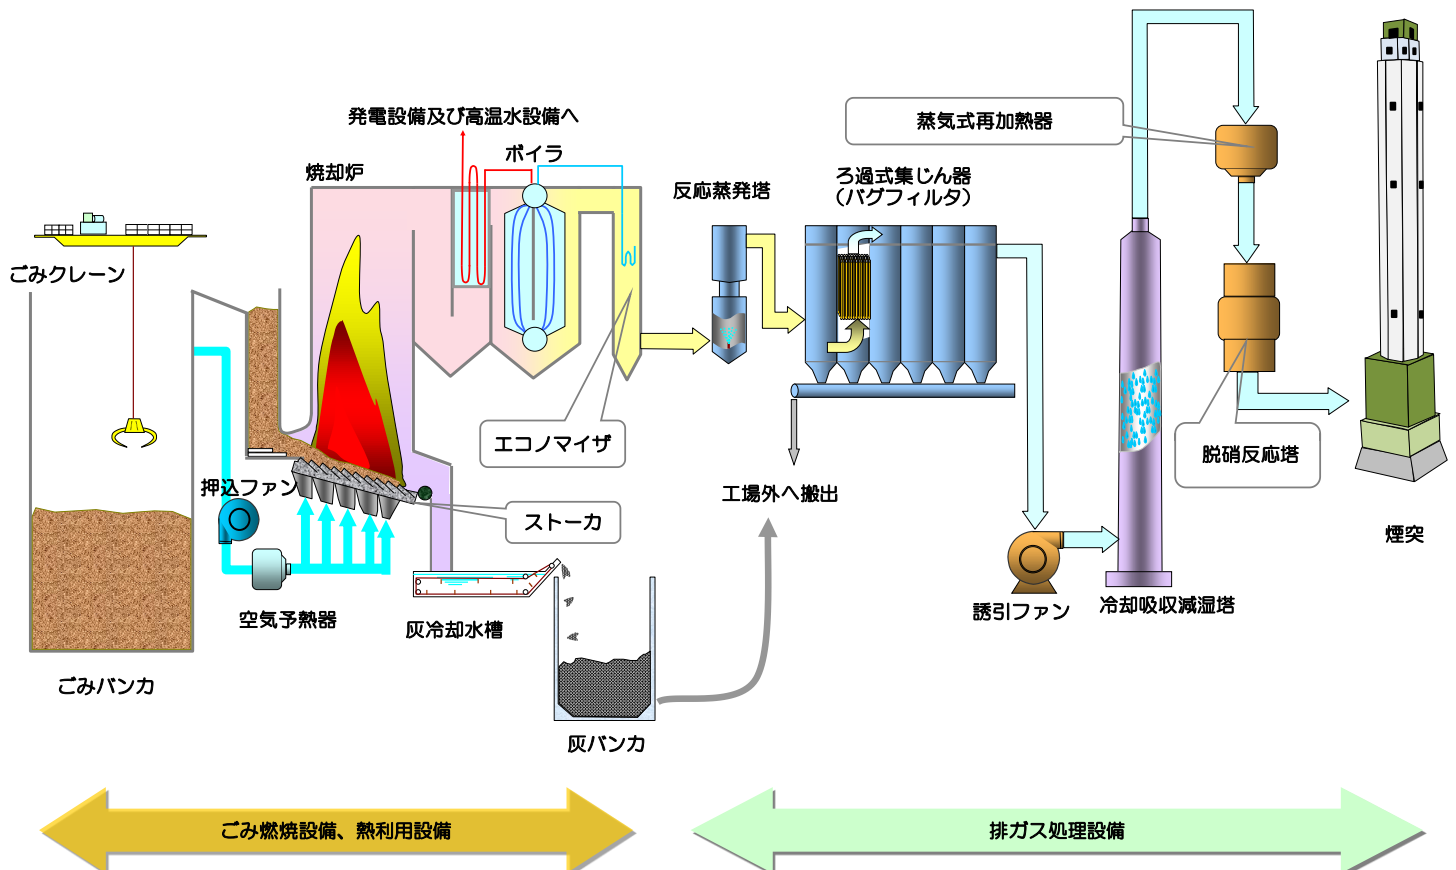 発電設備及び高温水設備へ
ボイラ
焼却炉
蒸気式再加熱器
反応蒸発塔
ろ過式集じん器
（バグフィルタ）
ごみクレーン
エコノマイザ
脱硝反応塔
押込ファン
工場外へ搬出
ストーカ
煙突
空気予熱器
灰冷却水槽
誘引ファン
冷却吸収減湿塔
ごみバンカ
灰バンカ
ごみ燃焼設備、熱利用設備
排ガス処理設備